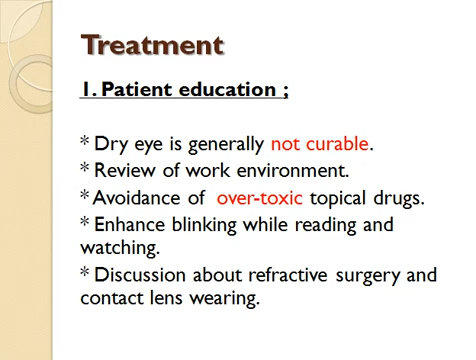 Treatment
1. Patient education ;
* Dry eye is generally not curable.
* Review of work environment.
* Avoidance of over-toxic topical drugs.
* Enhance blinking while reading and
watching.
* Discussion about refractive surgery and
contact lens wearing.